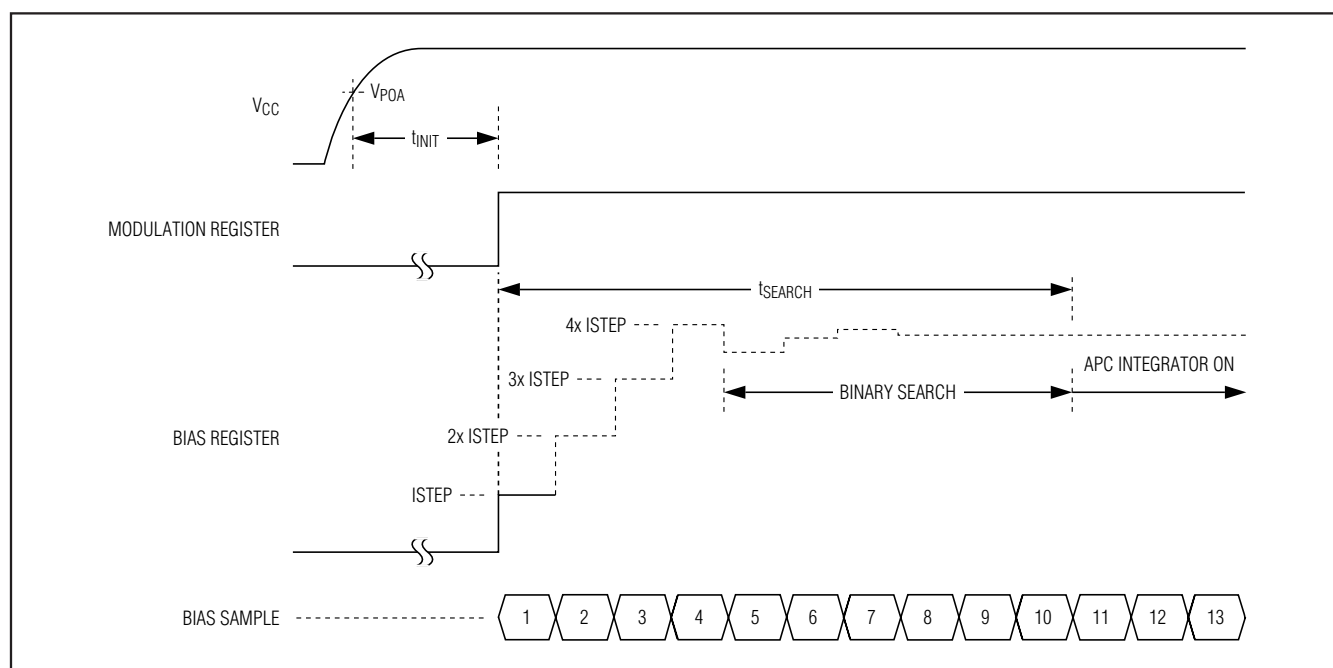 VCC
VPOA
tINIT
MODULATION REGISTER
tSEARCH
4x ISTEP
3x ISTEP
APC INTEGRATOR ON
BINARY SEARCH
2x ISTEP
BIAS REGISTER
ISTEP
BIAS SAMPLE
1 2 3 4 5 6 7 8 9 10 11 12 13